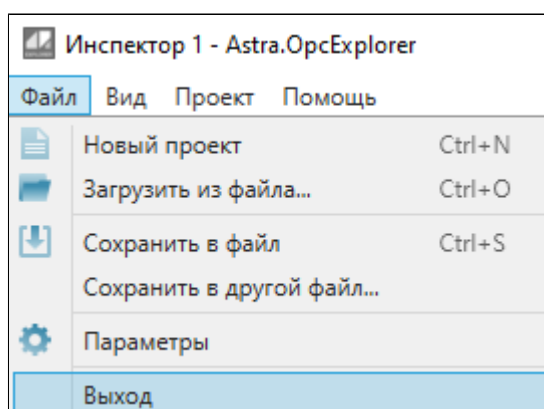 Инспектор 1 - Astra.OpcExplorer
Файл Вид Проект Помощь
Новый проект Ctrl+N
Загрузить из файла... Ctrl+O
Сохранить в файл Ctrl+S
Сохранить в другой файл...
Параметры
Выход